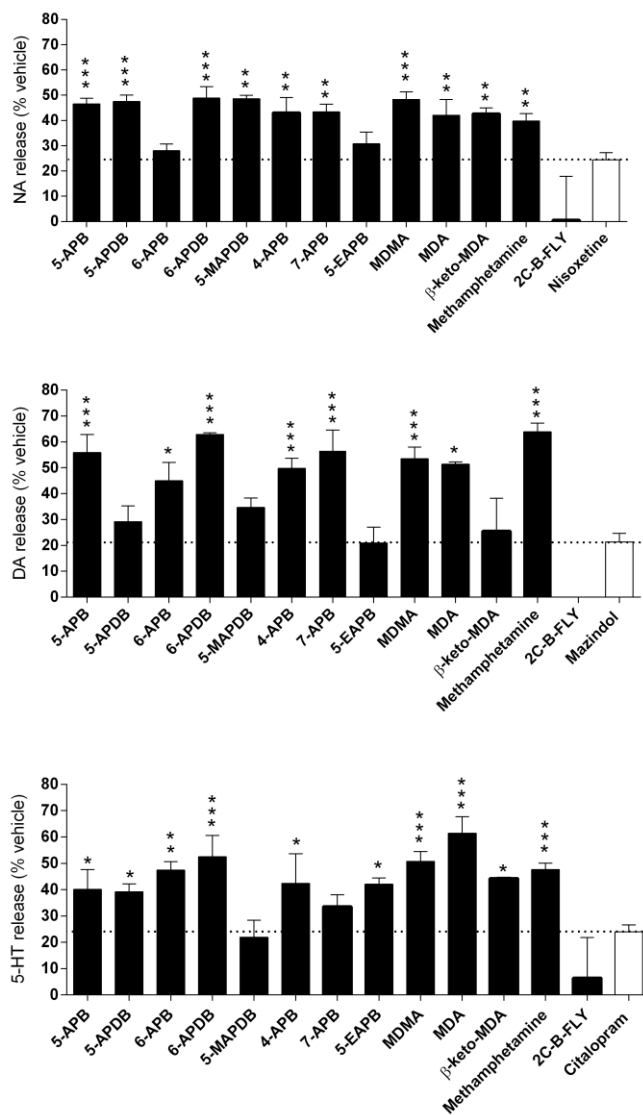 NA release (% vehicle)
80
70
60
50
40
30
20
10
0
***
***
***
**
**
**
***
**
**
**
5-APB
5-APDB
6-APB
6-APDB
5-MAPDB
4-APB
7-APB
5-EAPB
MDMA
MDA
β-keto-MDA
Methamphetamine
2C-B-FLY
Nisoxetine
DA release (% vehicle)
80
70
60
50
40
30
20
10
0
***
*
***
***
***
***
*
***
5-APB
5-APDB
6-APB
6-APDB
5-MAPDB
4-APB
7-APB
5-EAPB
MDMA
MDA
β-keto-MDA
Methamphetamine
2C-B-FLY
Mazindol
5-HT release (% vehicle)
80
70
60
50
40
30
20
10
0
*
*
**
***
*
*
***
***
*
***
5-APB
5-APDB
6-APB
6-APDB
5-MAPDB
4-APB
7-APB
5-EAPB
MDMA
MDA
β-keto-MDA
Methamphetamine
2C-B-FLY
Citalopram